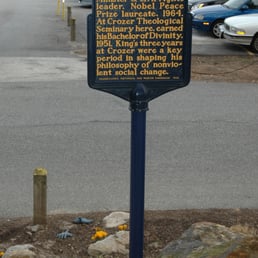 leader. Nobel Peace
Prize laureate, 1964.
At Crozer Theological
Seminary here, earned
his Bachelor of Divinity,
1951. King's three years
at Crozer were a key
period in shaping his
philosophy of nonvio-
lent social change.